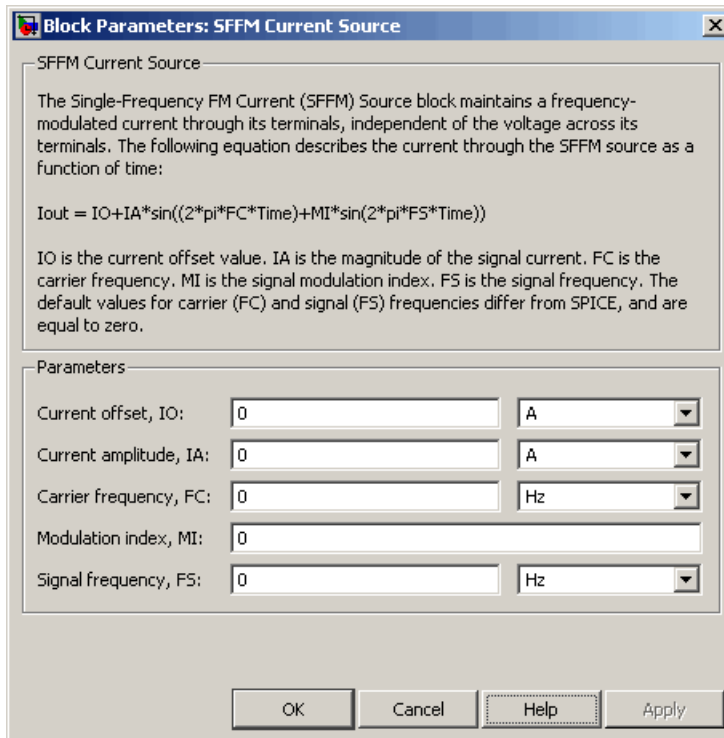 Block Parameters: SFFM Current Source
SFFM Current Source
The Single-Frequency FM Current (SFFM) Source block maintains a frequency-
modulated current through its terminals, independent of the voltage across its
terminals. The following equation describes the current through the SFFM source as a
function of time:
Iout = IO+IA*sin((2*pi*FC*Time)+MI*sin(2*pi*FS*Time))
IO is the current offset value. IA is the magnitude of the signal current. FC is the
carrier frequency. MI is the signal modulation index. FS is the signal frequency. The
default values for carrier (FC) and signal (FS) frequencies differ from SPICE, and are
equal to zero.
Parameters
Current offset, IO: 0 A
Current amplitude, IA: 0 A
Carrier frequency, FC: 0 Hz
Modulation index, MI: 0
Signal frequency, FS: 0 Hz
OK Cancel Help Apply